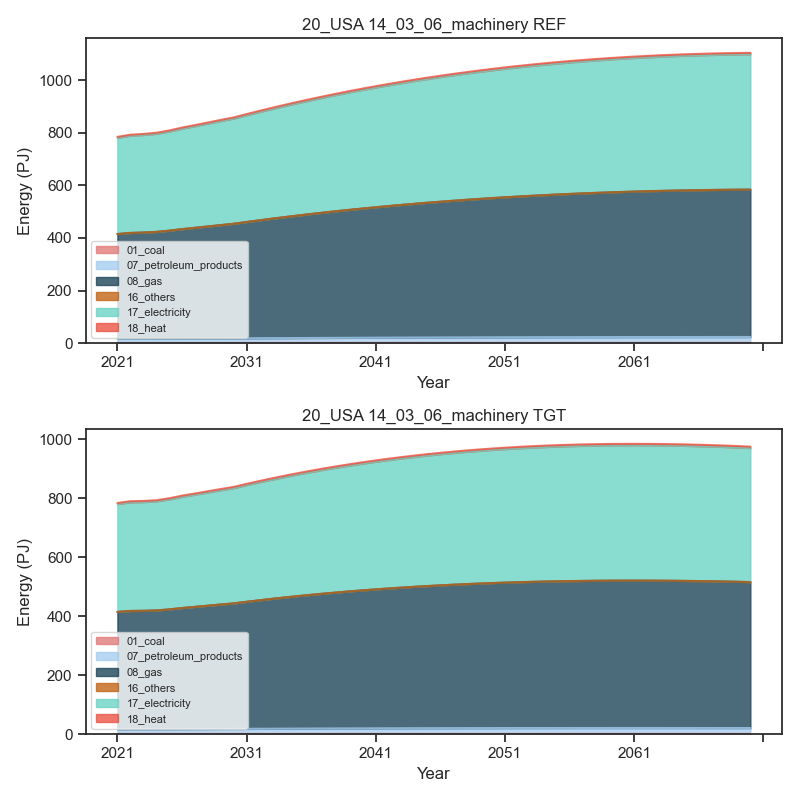 20_USA 14_03_06_machinery REF
1000
800
600
400
200
0
Energy (PJ)
01_coal
07_petroleum_products
08_gas
16_others
17_electricity
18_heat
2021 2031 2041 2051 2061
Year
20_USA 14_03_06_machinery TGT
1000
800
600
400
200
0
Energy (PJ)
01_coal
07_petroleum_products
08_gas
16_others
17_electricity
18_heat
2021 2031 2041 2051 2061
Year